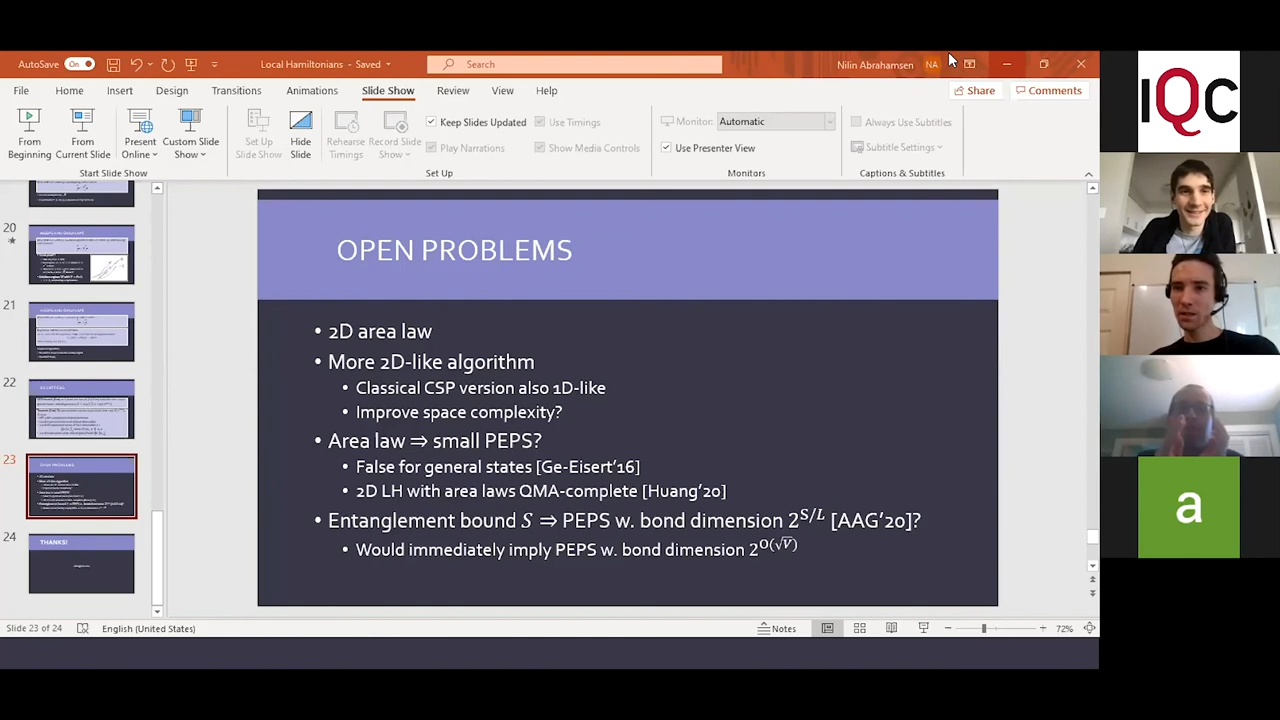 AutoSave On
Local Hamiltonians - Saved
Search
Nilin Abrahamsen NA
File Home Insert Design Transitions Animations Slide Show Review View Help
Share Comments
From Beginning
From Current Slide
Present Online
Custom Slide Show
Start Slide Show
Set Up Slide Show
Hide Slide
Rehearse Timings
Record Slide Show
Keep Slides Updated
Play Narrations
Use Timings
Show Media Controls
Set Up
Monitor: Automatic
Use Presenter View
Monitors
Always Use Subtitles
Subtitle Settings
Captions & Subtitles
20
21
22
23
24
OPEN PROBLEMS
THANKS!
OPEN PROBLEMS
• 2D area law
• More 2D-like algorithm
• Classical CSP version also 1D-like
• Improve space complexity?
• Area law ⇒ small PEPS?
• False for general states [Ge-Eisert'16]
• 2D LH with area law is QMA-complete [Huang'20]
• Entanglement bound S ⇒ PEPS w. bond dimension 2^{S/L} [AAG'20]?
• Would immediately imply PEPS w. bond dimension 2^{O(√V)}
Slide 23 of 24
English (United States)
Notes
72%
IQC
a